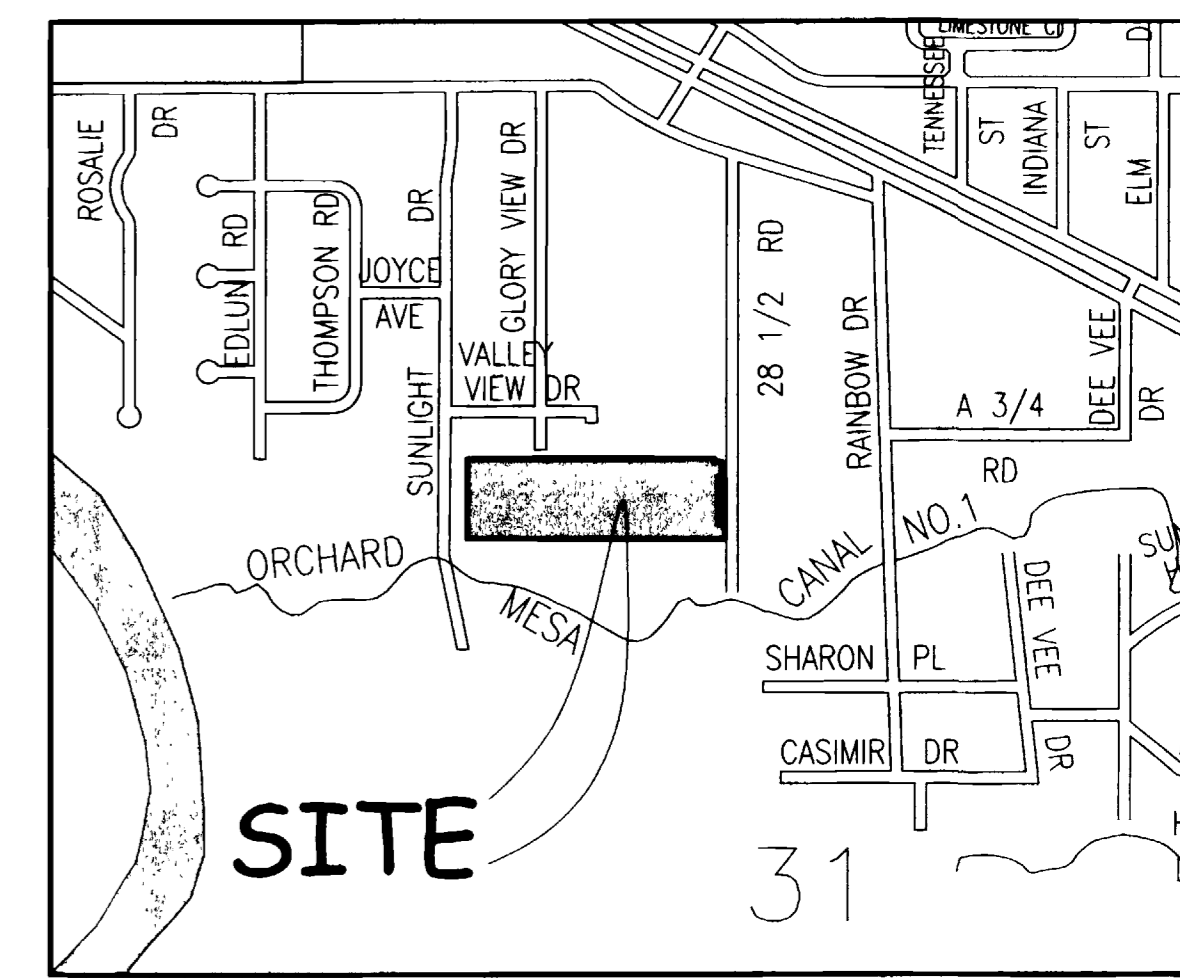 LIMESTONE
D
TENNESSEE
ST
INDIANA
ST
ELM
ROSALIE
DR
EDLUN RD
THOMPSON RD
DR
JOYCE
AVE
SUNLIGHT
GLORY VIEW DR
VALLEY
VIEW DR
28 1/2 RD
RAINBOW DR
DEE VEE
DR
A 3/4
RD
ORCHARD
MESA
CANAL
NO.1
SU
DEE VEE
DR
SHARON PL
CASIMIR DR
SITE
31